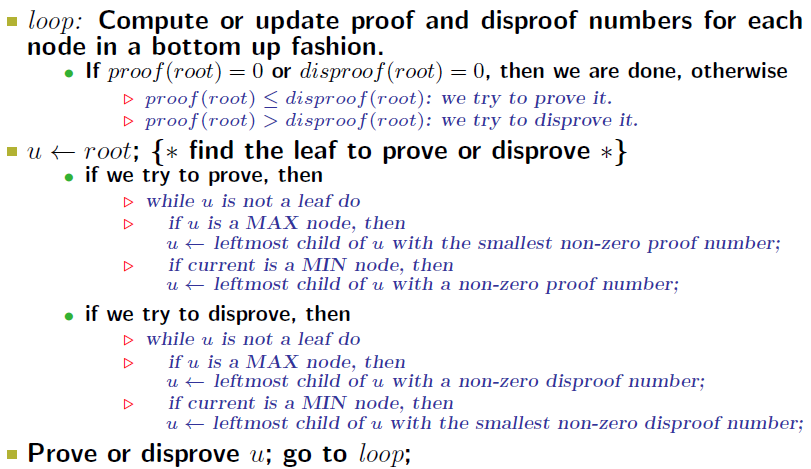 loop: Compute or update proof and disproof numbers for each
node in a bottom up fashion.
If proof(root) = 0 or disproof(root) = 0, then we are done, otherwise
proof(root) ≤ disproof(root): we try to prove it.
proof(root) > disproof(root): we try to disprove it.
u ← root; {∗ find the leaf to prove or disprove ∗}
if we try to prove, then
while u is not a leaf do
if u is a MAX node, then
u ← leftmost child of u with the smallest non-zero proof number;
if current is a MIN node, then
u ← leftmost child of u with a non-zero proof number;
if we try to disprove, then
while u is not a leaf do
if u is a MAX node, then
u ← leftmost child of u with a non-zero disproof number;
if current is a MIN node, then
u ← leftmost child of u with the smallest non-zero disproof number;
Prove or disprove u; go to loop;